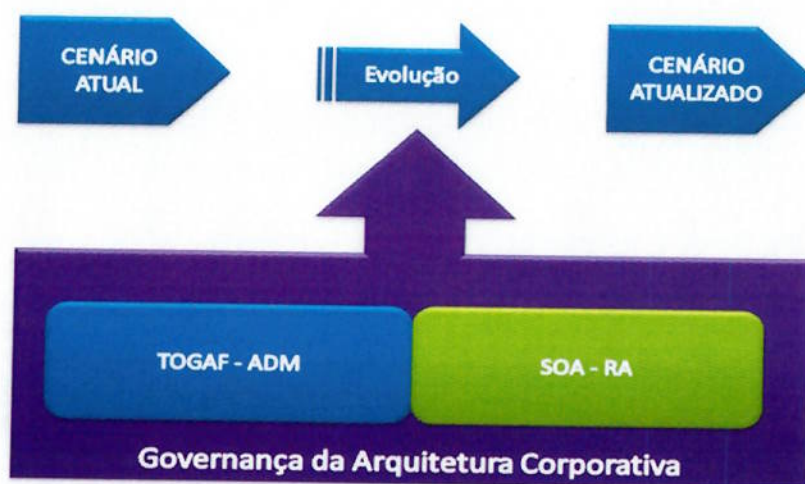 CENÁRIO
ATUAL
Evolução
CENÁRIO
ATUALIZADO
TOGAF - ADM
SOA - RA
Governança da Arquitetura Corporativa